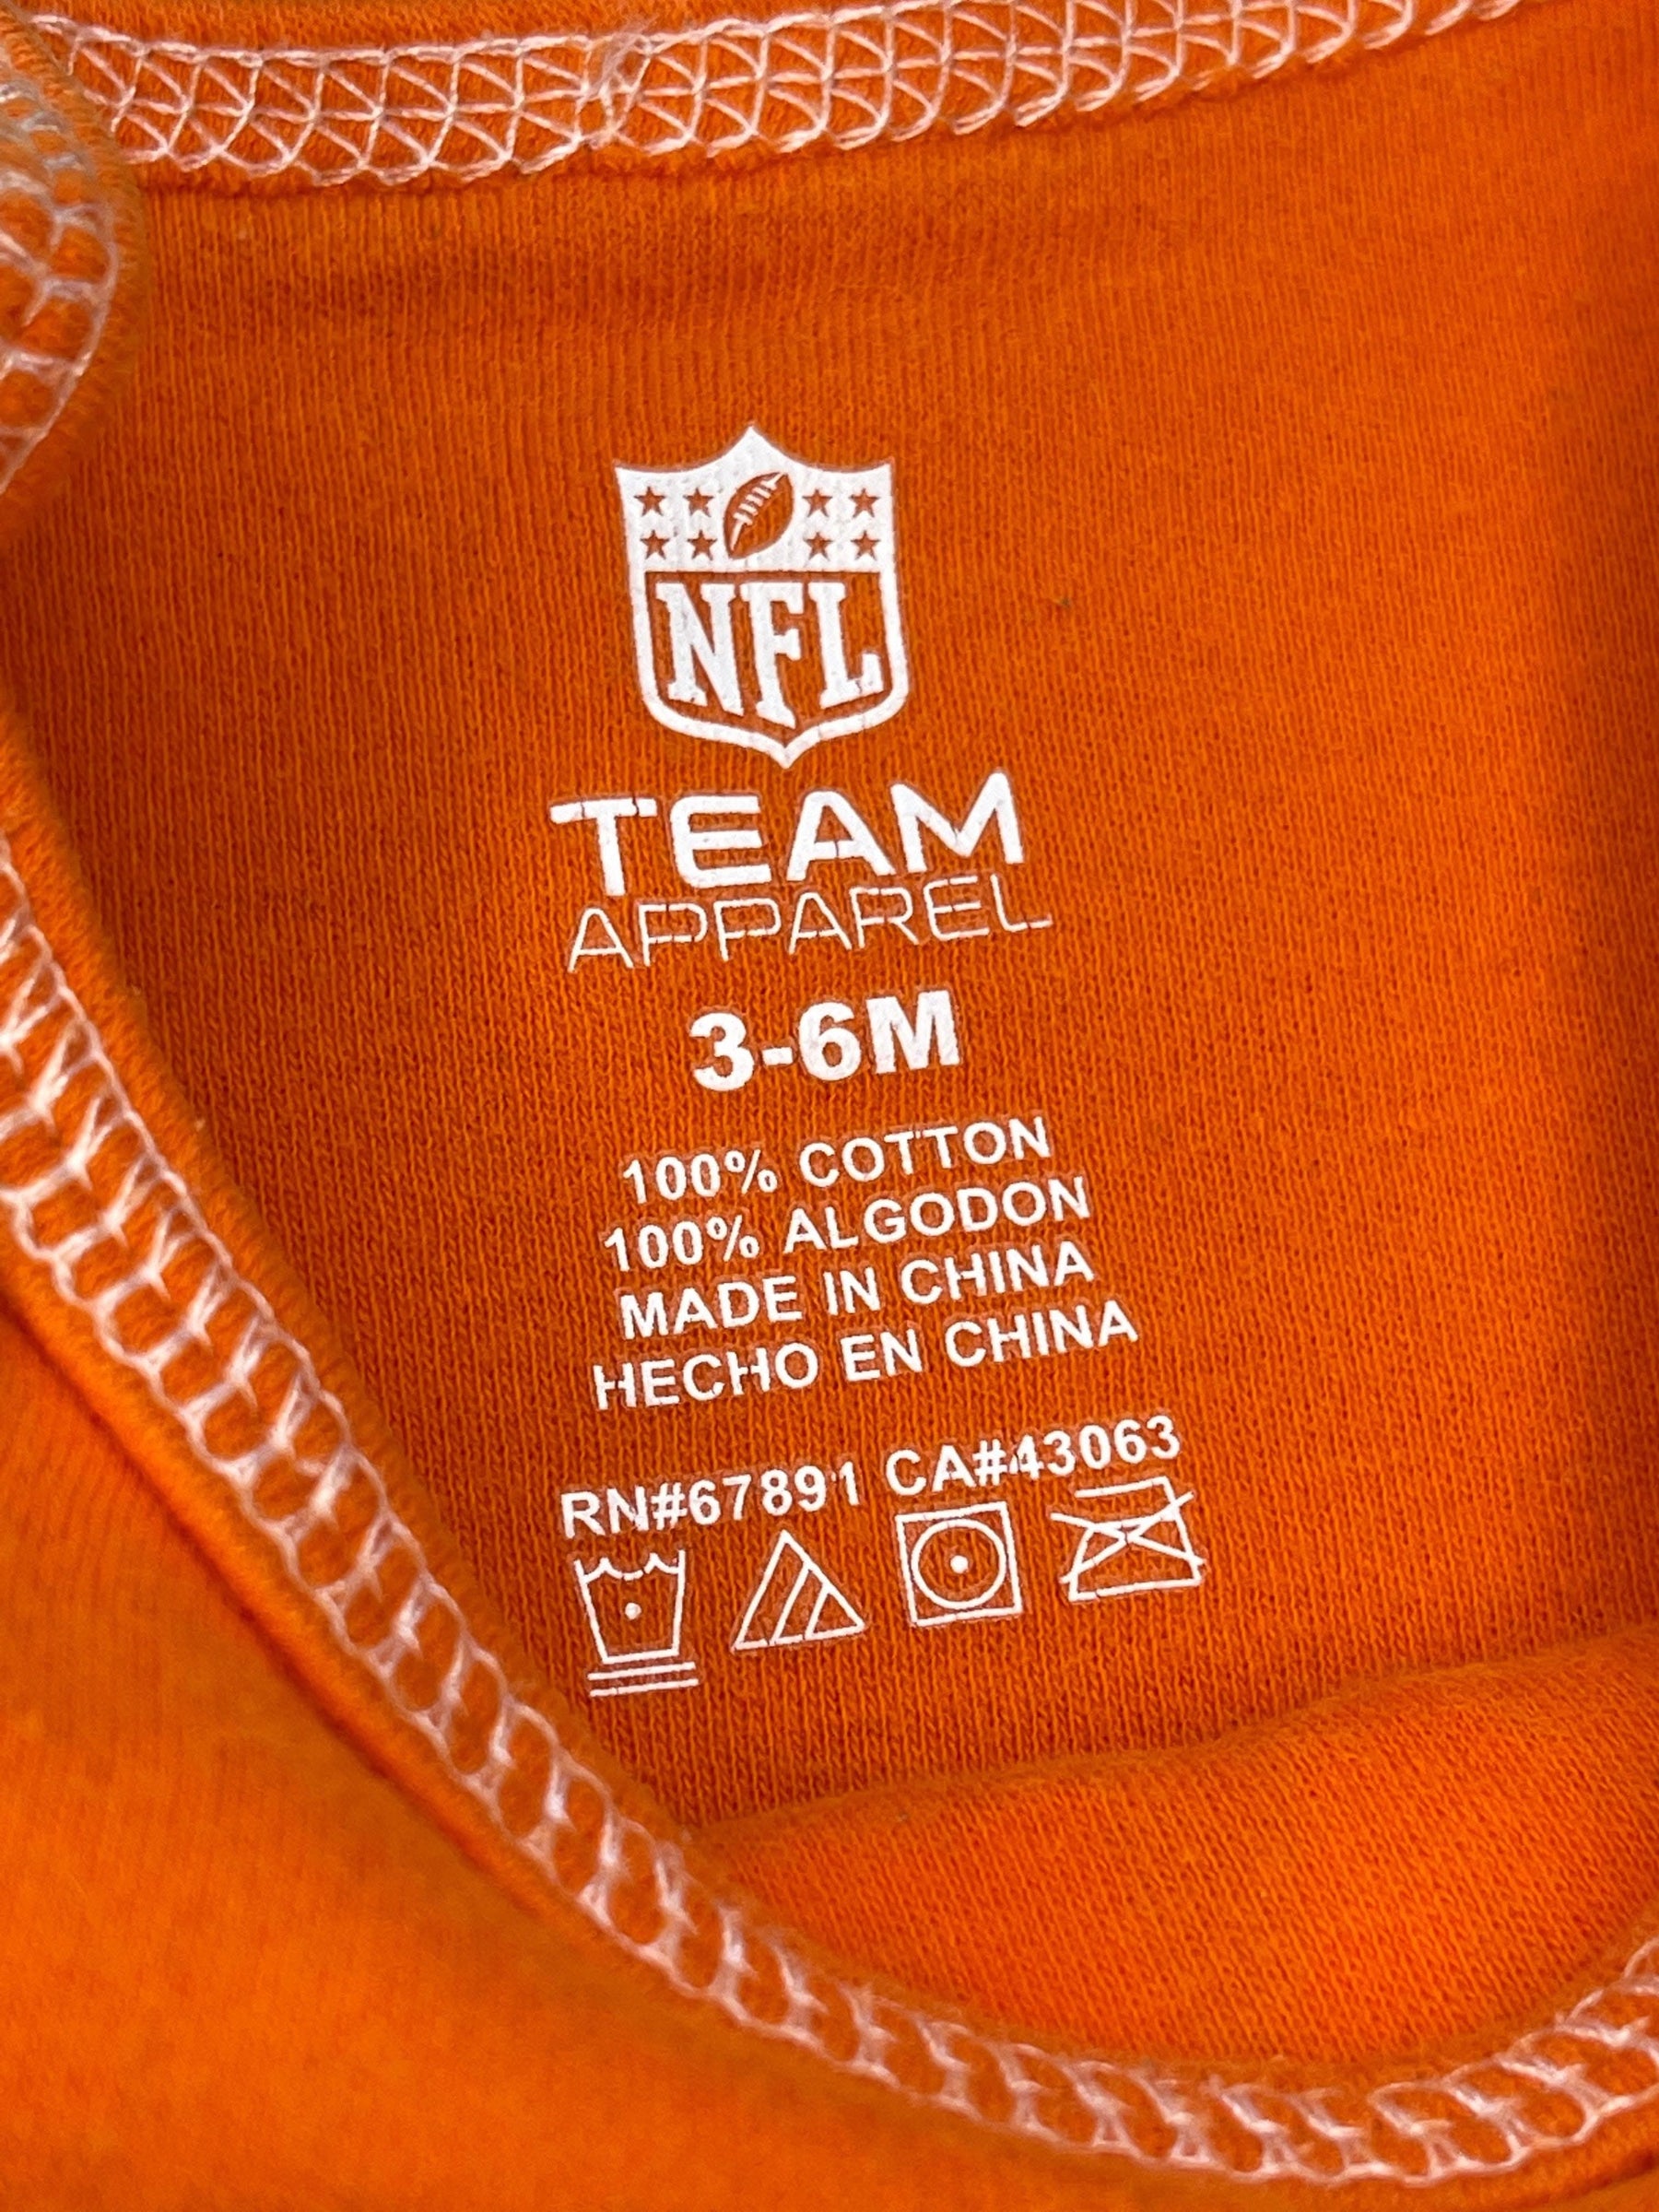 NFL
TEAM
APPAREL
3-6M
100% COTTON
100% ALGODON
MADE IN CHINA
HECHO EN CHINA
RN#67891 CA#43063